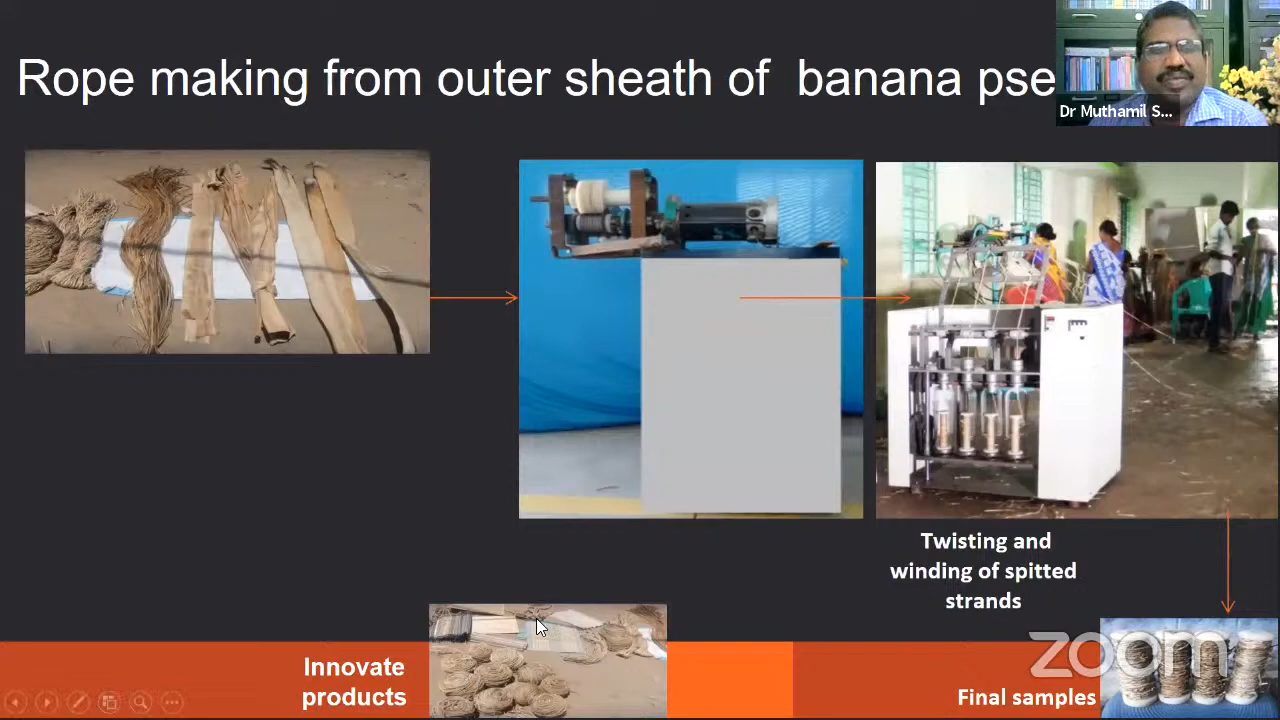 Rope making from outer sheath of banana pse
Dr Muthamil S...
Twisting and
winding of spitted
strands
Innovate
products
zoom
Final samples